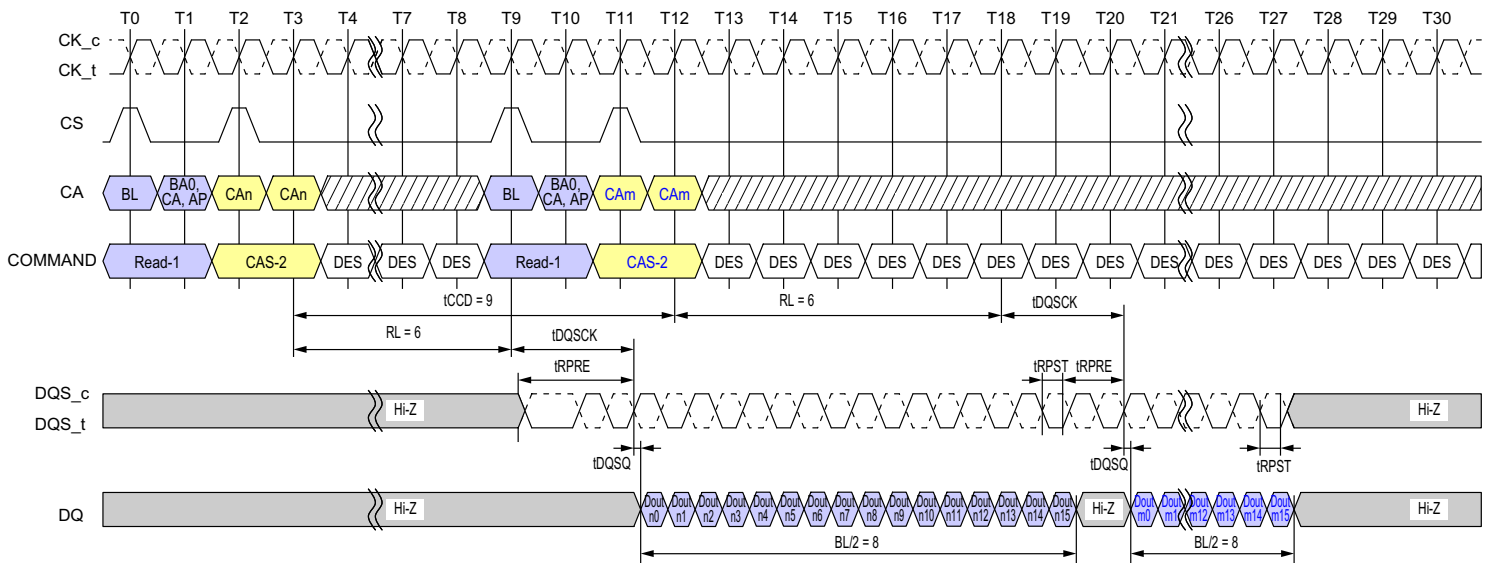 T0 T1 T2 T3 T4 T7 T8 T9 T10 T11 T12 T13 T14 T15 T16 T17 T18 T19 T20 T21 T26 T27 T28 T29 T30
CK_c
CK_t
CS
CA BL BA0, CA, AP CAn CAn BL BA0, CA, AP CAm CAm
COMMAND Read-1 CAS-2 DES DES DES Read-1 CAS-2 DES DES DES DES DES DES DES DES DES DES DES DES DES DES
tCCD = 9 RL = 6 tDQSCK
RL = 6 tDQSCK
tRPRE tRPST tRPRE
DQS_c
DQS_t
Hi-Z Hi-Z
tDQSQ tDQSQ tRPST
DQ Hi-Z Dout n0 Dout n1 Dout n2 Dout n3 Dout n4 Dout n5 Dout n6 Dout n7 Dout n8 Dout n9 Dout n10 Dout n11 Dout n12 Dout n13 Dout n14 Dout n15 Hi-Z Dout m0 Dout m1 Dout m12 Dout m13 Dout m14 Dout m15 Hi-Z
BL/2 = 8 BL/2 = 8